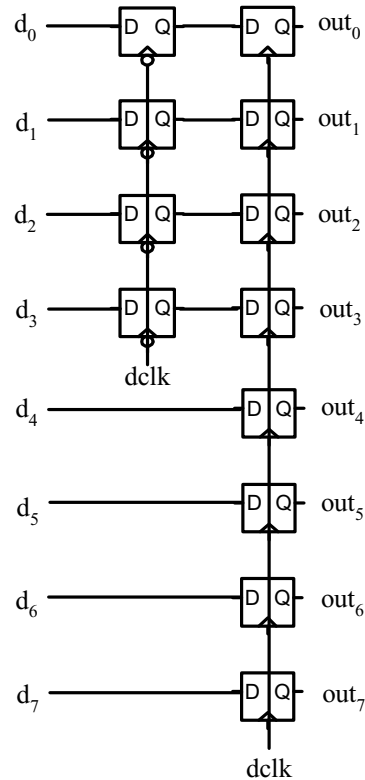 d₀ D Q D Q out₀
d₁ D Q D Q out₁
d₂ D Q D Q out₂
d₃ D Q D Q out₃
dclk
d₄ D Q out₄
d₅ D Q out₅
d₆ D Q out₆
d₇ D Q out₇
dclk